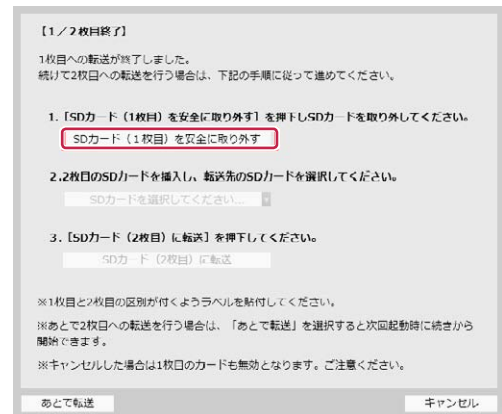 【1／2枚目終了】
1枚目への転送が終了しました。
続けて2枚目への転送を行う場合は、下記の手順に従って進めてください。
1.［SDカード（1枚目）を安全に取り外す］を押下しSDカードを取り外してください。
SDカード（1枚目）を安全に取り外す
2.2枚目のSDカードを挿入し、転送先のSDカードを選択してください。
SDカードを選択してください...
3.［SDカード（2枚目）に転送］を押下してください。
SDカード（2枚目）に転送
※1枚目と2枚目の区別が付くようラベルを貼付してください。
※あとで2枚目への転送を行う場合は、「あとで転送」を選択すると次回起動時に続きから
開始できます。
※キャンセルした場合は1枚目のカードも無効となります。ご注意ください。
あとで転送
キャンセル